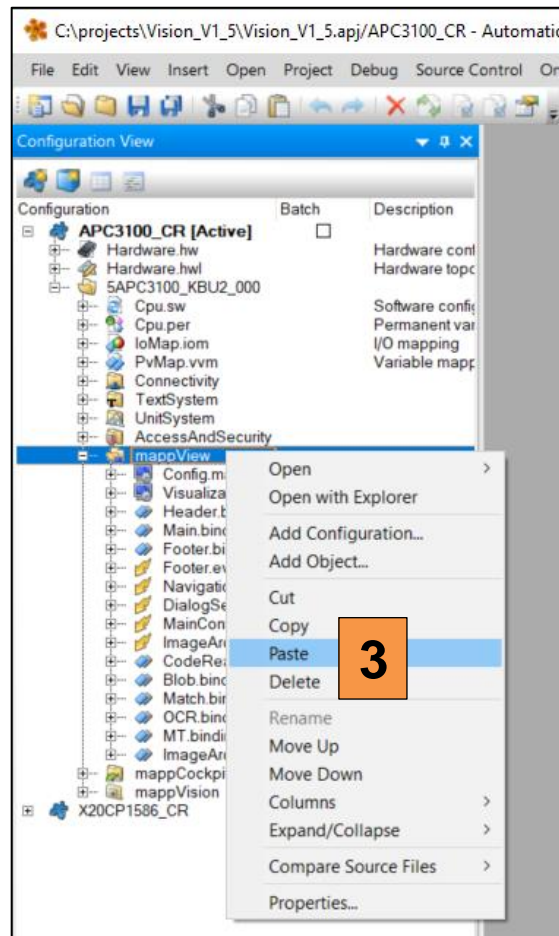 C:\projects\Vision_V1_5\Vision_V1_5.apj/APC3100_CR - Automatic
File Edit View Insert Open Project Debug Source Control On
Configuration View
Configuration Batch Description
APC3100_CR [Active]
Hardware.hw Hardware conf
Hardware.hwl Hardware topo
5APC3100_KBU2_000
Cpu.sw Software config
Cpu.per Permanent var
IoMap.iom I/O mapping
PvMap.vvm Variable mapp
Connectivity
TextSystem
UnitSystem
AccessAndSecurity
mappView
Config.m
Visualiza
Header.b
Main.bind
Footer.bi
Footer.ev
Navigatio
DialogSe
MainCon
ImageAr
CodeRea
Blob.bind
Match.bin
OCR.bind
MT.bindi
ImageAr
mappCockpi
mappVision
X20CP1586_CR
Open
Open with Explorer
Add Configuration...
Add Object...
Cut
Copy
Paste
Delete
Rename
Move Up
Move Down
Columns
Expand/Collapse
Compare Source Files
Properties...
3